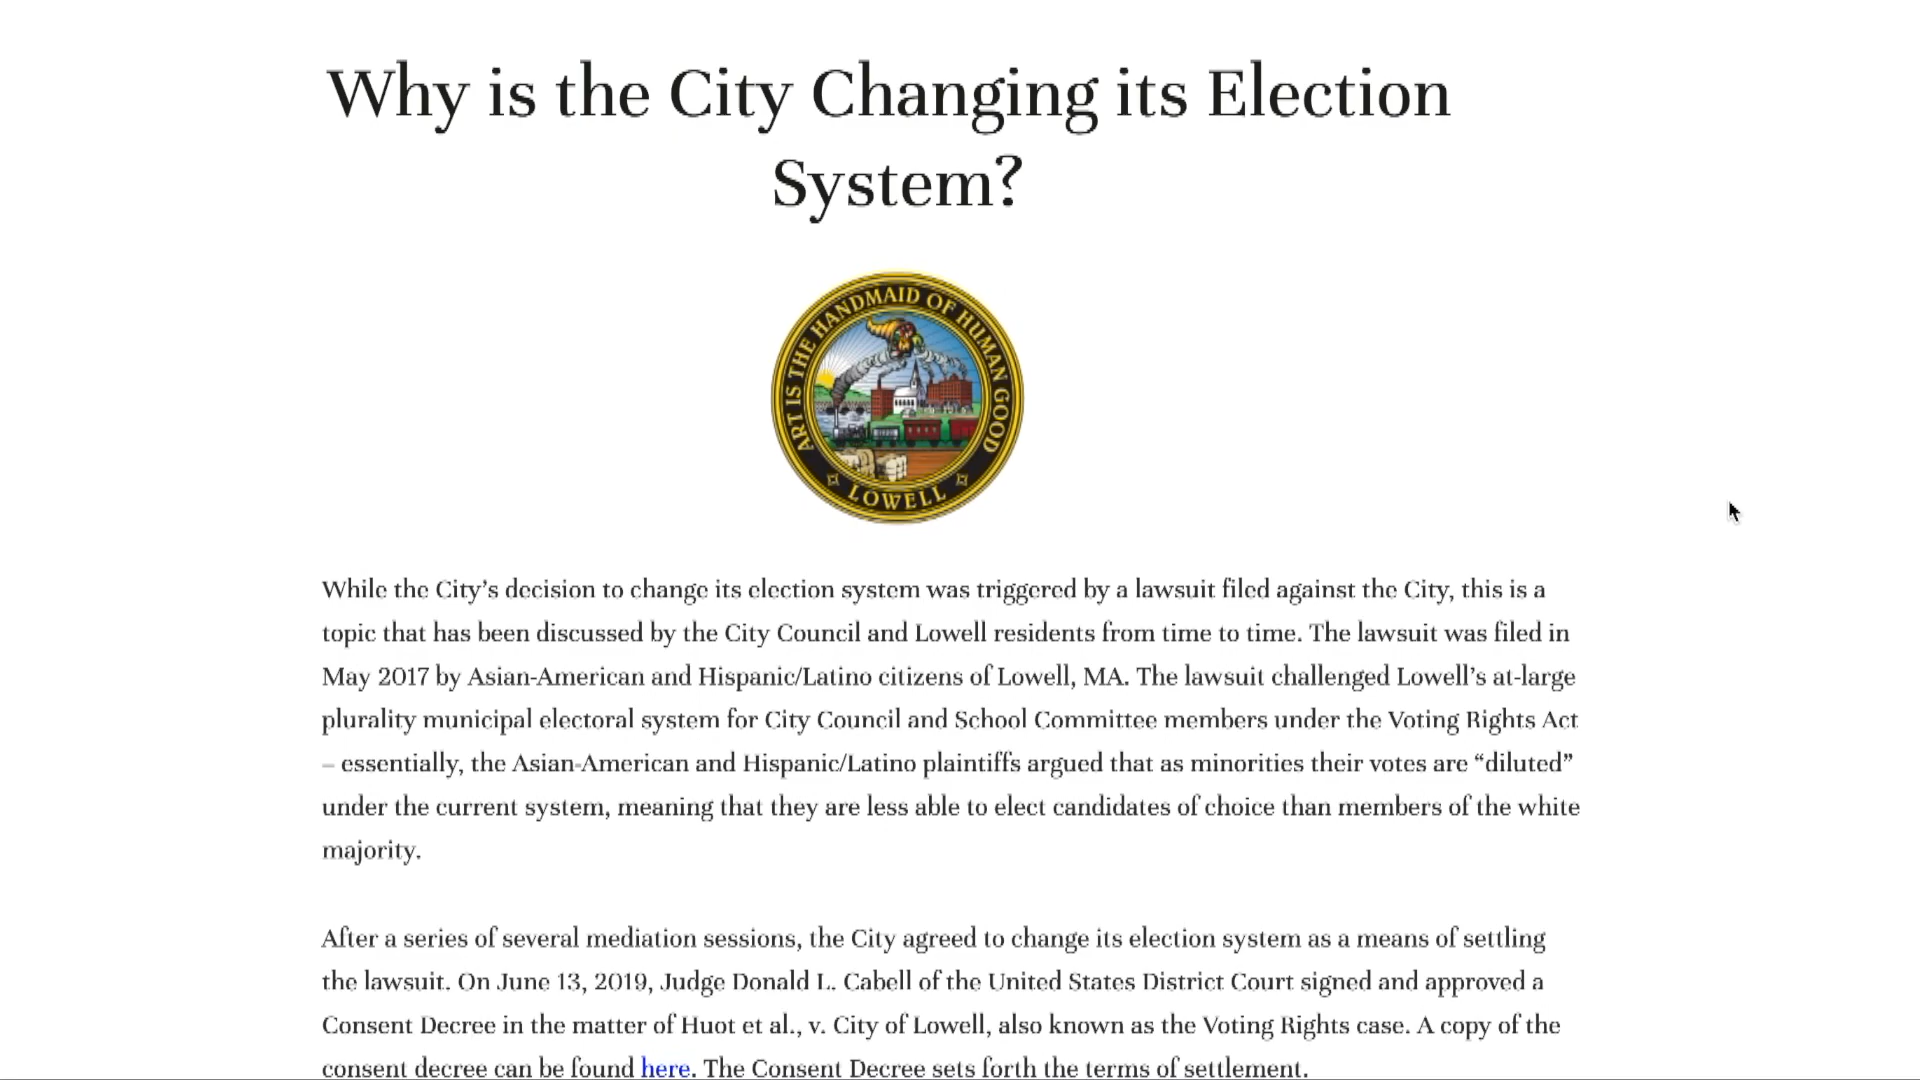 Why is the City Changing its Election
System?
ART IS THE HANDMAID OF HUMAN GOOD
LOWELL
While the City’s decision to change its election system was triggered by a lawsuit filed against the City, this is a
topic that has been discussed by the City Council and Lowell residents from time to time. The lawsuit was filed in
May 2017 by Asian-American and Hispanic/Latino citizens of Lowell, MA. The lawsuit challenged Lowell’s at-large
plurality municipal electoral system for City Council and School Committee members under the Voting Rights Act
– essentially, the Asian-American and Hispanic/Latino plaintiffs argued that as minorities their votes are “diluted”
under the current system, meaning that they are less able to elect candidates of choice than members of the white
majority.
After a series of several mediation sessions, the City agreed to change its election system as a means of settling
the lawsuit. On June 13, 2019, Judge Donald L. Cabell of the United States District Court signed and approved a
Consent Decree in the matter of Huot et al., v. City of Lowell, also known as the Voting Rights case. A copy of the
consent decree can be found here. The Consent Decree sets forth the terms of settlement.